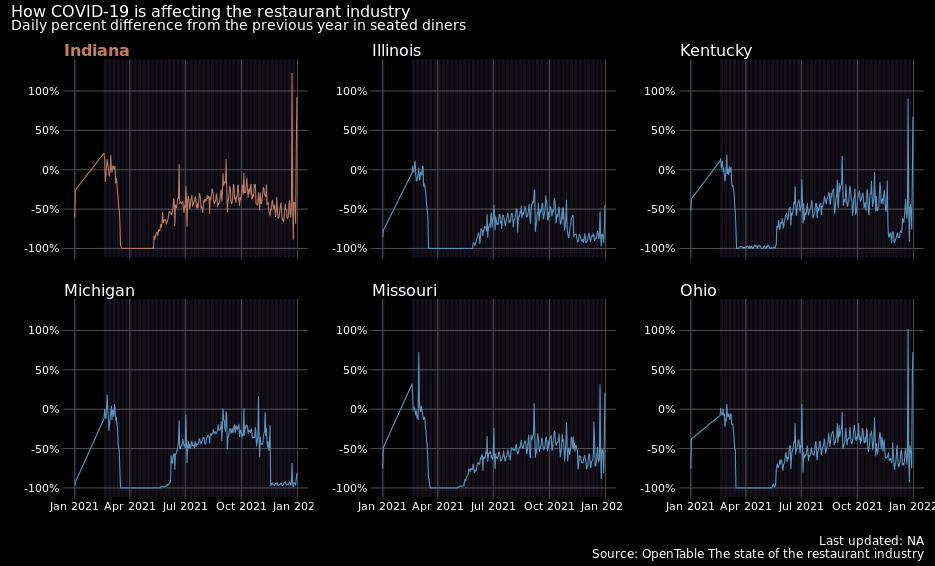 How COVID-19 is affecting the restaurant industry
Daily percent difference from the previous year in seated diners
Indiana
Illinois
Kentucky
100%
50%
0%
-50%
-100%
100%
50%
0%
-50%
-100%
100%
50%
0%
-50%
-100%
Michigan
Missouri
Ohio
100%
50%
0%
-50%
-100%
100%
50%
0%
-50%
-100%
100%
50%
0%
-50%
-100%
Jan 2021 Apr 2021 Jul 2021 Oct 2021 Jan 202
Jan 2021 Apr 2021 Jul 2021 Oct 2021 Jan 202
Jan 2021 Apr 2021 Jul 2021 Oct 2021 Jan 2022
Last updated: NA
Source: OpenTable The state of the restaurant industry